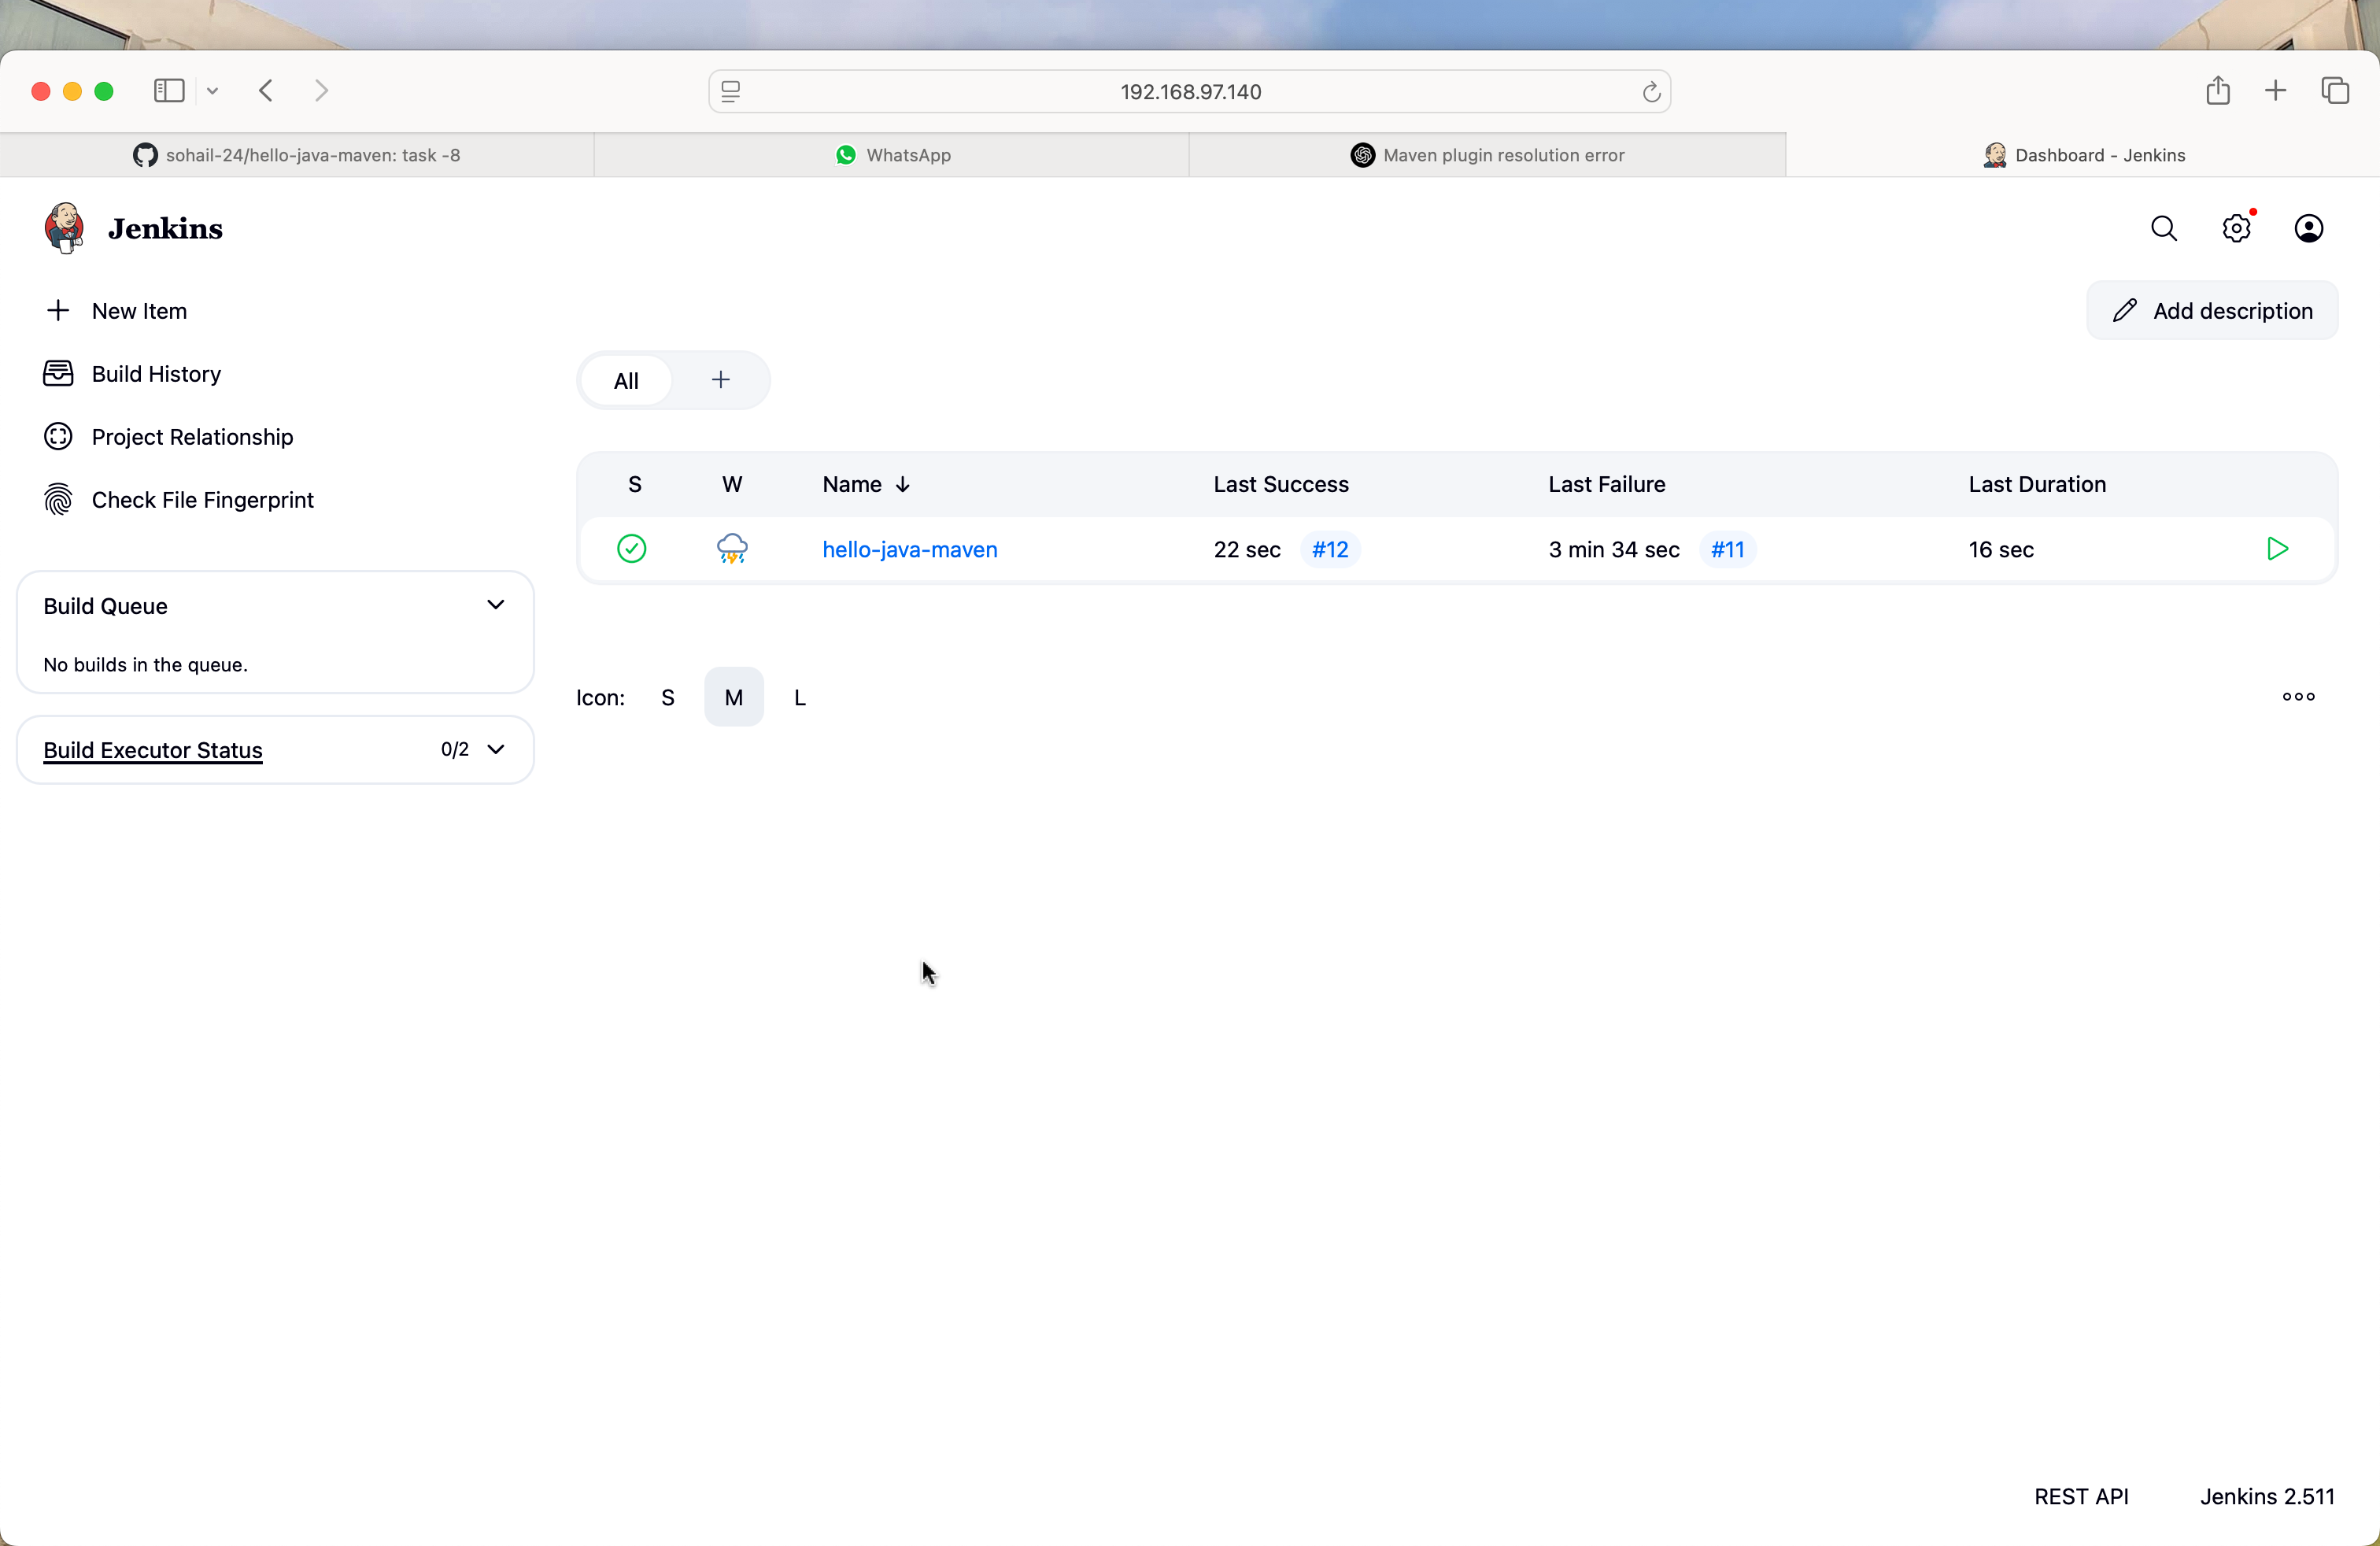 192.168.97.140
sohail-24/hello-java-maven: task -8
WhatsApp
Maven plugin resolution error
Dashboard - Jenkins
Jenkins
New Item
Add description
Build History
All
Project Relationship
Check File Fingerprint
S W Name ↓ Last Success Last Failure Last Duration
hello-java-maven 22 sec #12 3 min 34 sec #11 16 sec
Build Queue
No builds in the queue.
Icon: S M L
Build Executor Status 0/2
REST API Jenkins 2.511